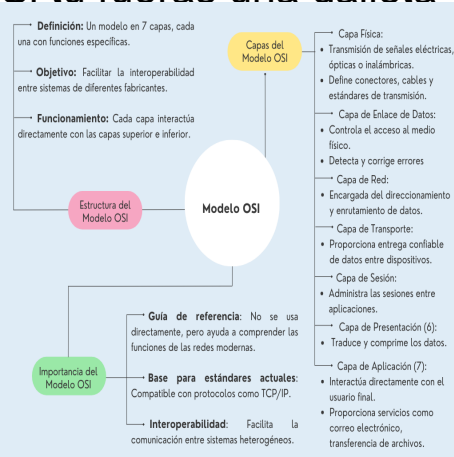 Definición: Un modelo en 7 capas, cada
una con funciones específicas.
Objetivo: Facilitar la interoperabilidad
entre sistemas de diferentes fabricantes.
Funcionamiento: Cada capa interactúa
directamente con las capas superior e inferior.
Estructura del
Modelo OSI
Modelo OSI
Capas del
Modelo OSI
Capa Física:
Transmisión de señales eléctricas,
ópticas o inalámbricas.
Define conectores, cables y
estándares de transmisión.
Capa de Enlace de Datos:
Controla el acceso al medio
físico.
Detecta y corrige errores
Capa de Red:
Encargada del direccionamiento
y enrutamiento de datos.
Capa de Transporte:
Proporciona entrega confiable
de datos entre dispositivos.
Capa de Sesión:
Administra las sesiones entre
aplicaciones.
Capa de Presentación (6):
Traduce y comprime los datos.
Capa de Aplicación (7):
Interactúa directamente con el
usuario final.
Proporciona servicios como
correo electrónico,
transferencia de archivos.
Importancia del
Modelo OSI
Guía de referencia: No se usa
directamente, pero ayuda a comprender las
funciones de las redes modernas.
Base para estándares actuales:
Compatible con protocolos como TCP/IP.
Interoperabilidad: Facilita la
comunicación entre sistemas heterogéneos.